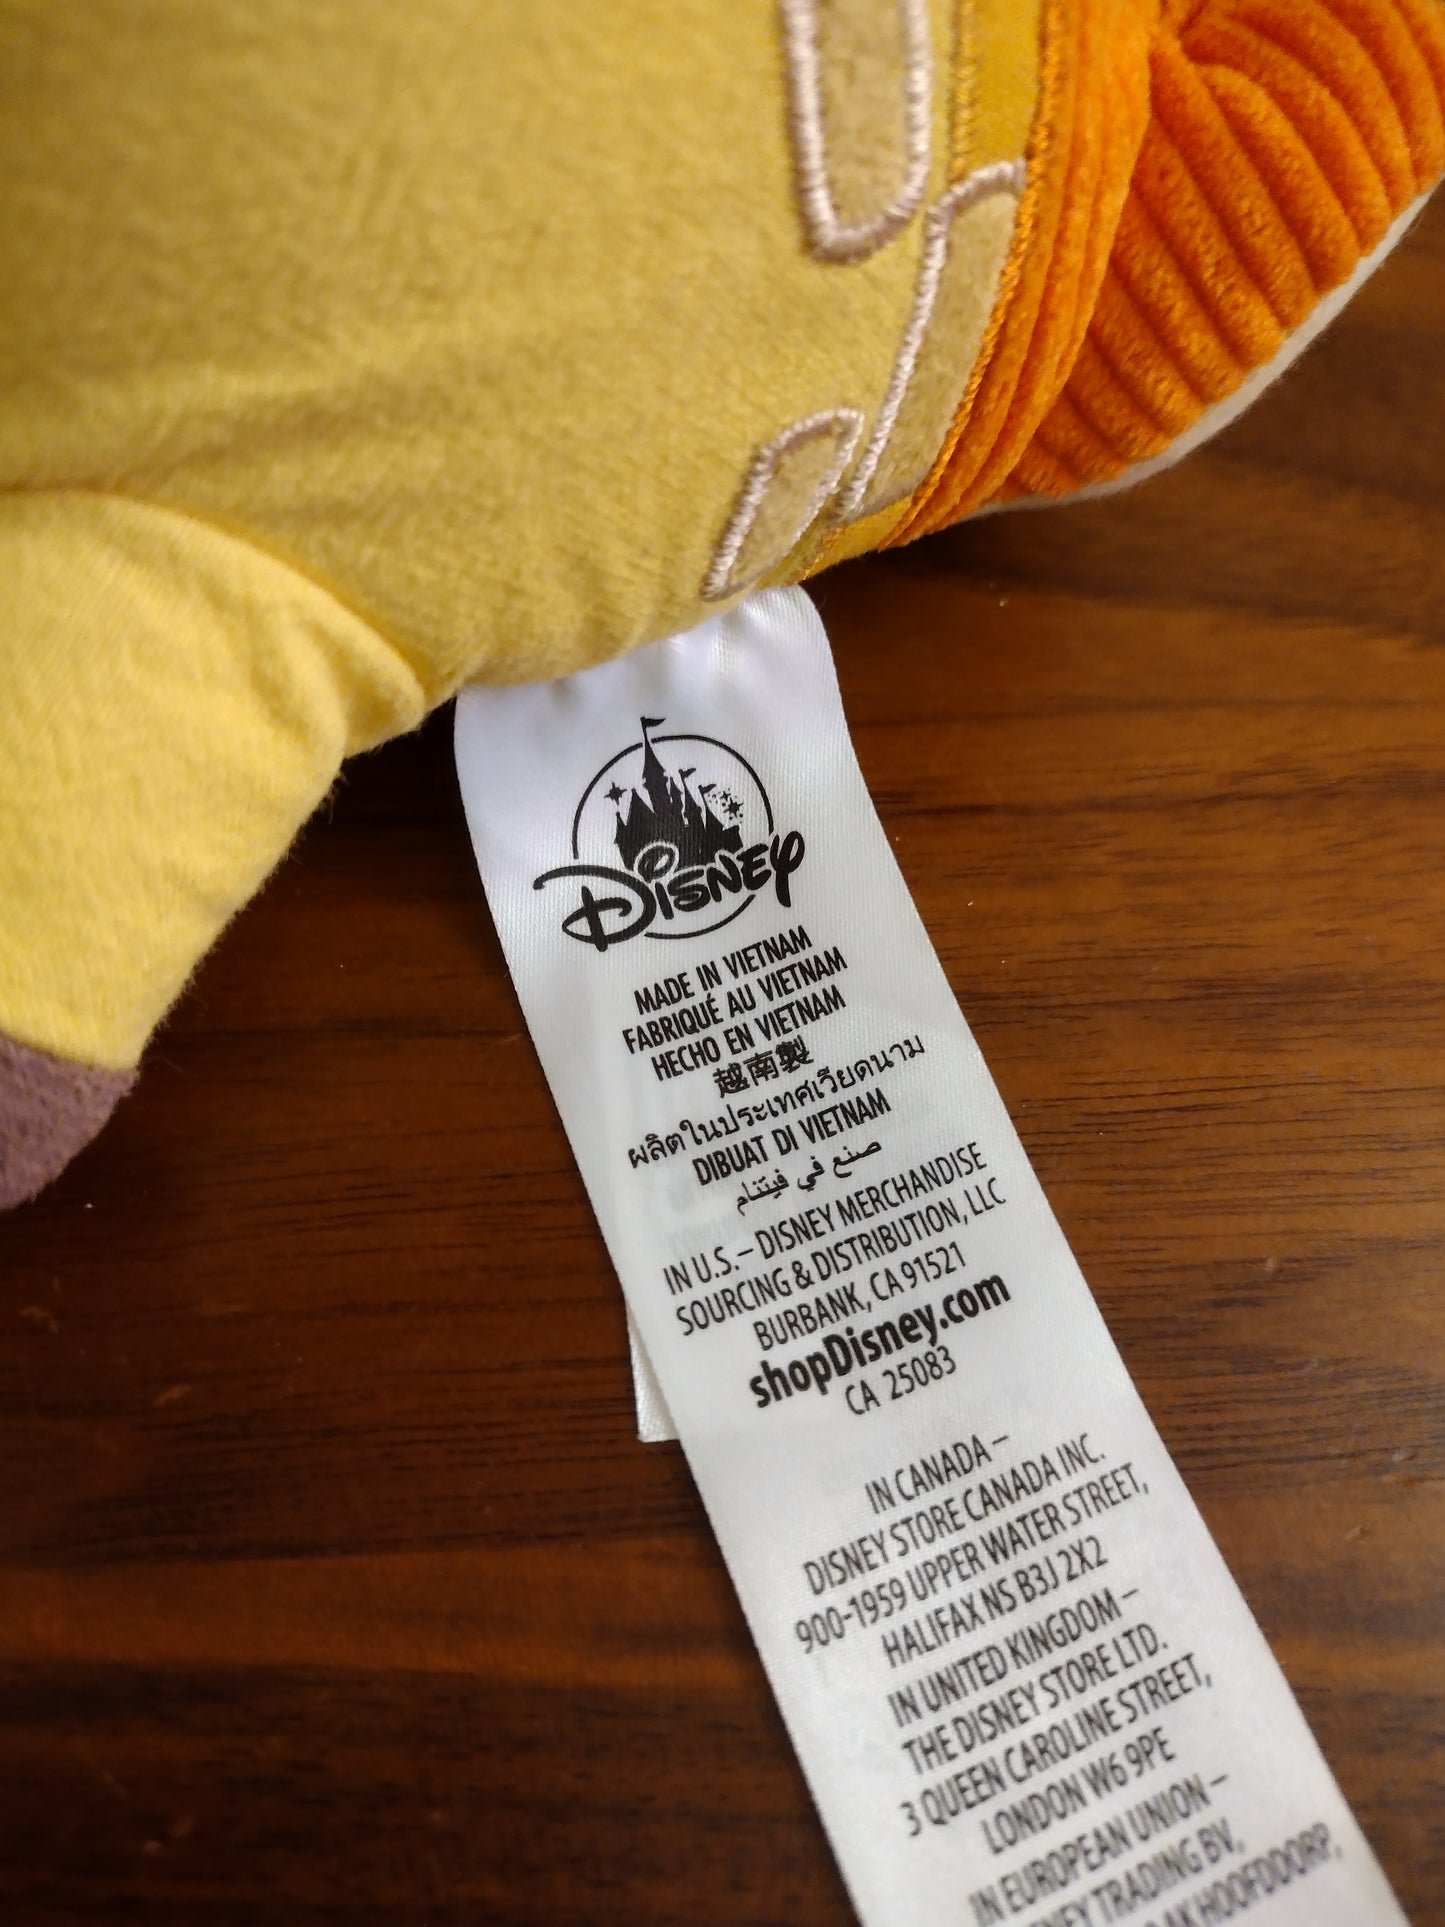 Disney
MADE IN VIETNAM
FABRIQUÉ AU VIETNAM
HECHO EN VIETNAM
越南製
ผลิตในประเทศเวียดนาม
DIBUAT DI VIETNAM
صنع في فيتنام
IN U.S. – DISNEY MERCHANDISE
SOURCING & DISTRIBUTION, LLC
BURBANK, CA 91521
shopDisney.com
CA 25083
IN CANADA –
DISNEY STORE CANADA INC.
900-1959 UPPER WATER STREET,
HALIFAX NS B3J 2X2
IN UNITED KINGDOM –
THE DISNEY STORE LTD.
3 QUEEN CAROLINE STREET,
LONDON W6 9PE
IN EUROPEAN UNION –
TRADING BV,
HOOFDDORP,